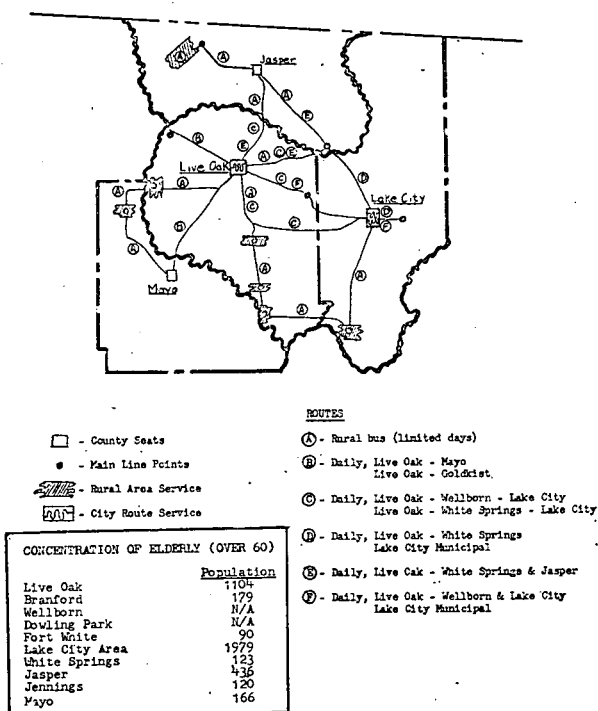 Jasper
Live Oak
Lake City
Mayo
ROUTES
- County Seats
- Main Line Points
- Rural Area Service
- City Route Service
Ⓐ - Rural bus (limited days)
Ⓑ - Daily, Live Oak - Mayo
Live Oak - Goldkist
Ⓒ - Daily, Live Oak - Wellborn - Lake City
Live Oak - White Springs - Lake City
Ⓓ - Daily, Live Oak - White Springs
Lake City Municipal
Ⓔ - Daily, Live Oak - White Springs & Jasper
Ⓕ - Daily, Live Oak - Wellborn & Lake City
Lake City Municipal
CONCENTRATION OF ELDERLY (OVER 60)
Population
Live Oak 1104
Branford 179
Wellborn N/A
Dowling Park N/A
Fort White 90
Lake City Area 1979
White Springs 123
Jasper 436
Jennings 120
Mayo 166